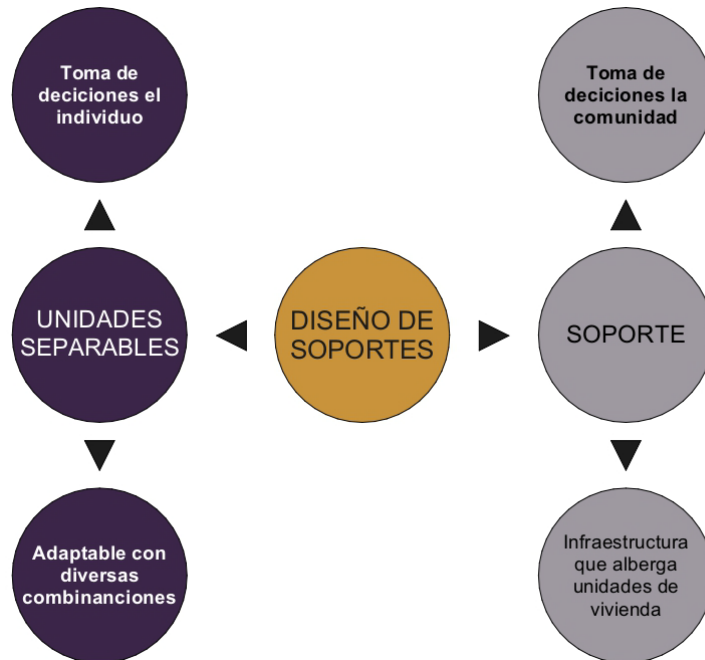 Toma de
deciciones el
individuo
Toma de
deciciones la
comunidad
UNIDADES
SEPARABLES
DISEÑO DE
SOPORTES
SOPORTE
Adaptable con
diversas
combinanciones
Infraestructura
que alberga
unidades de
vivienda